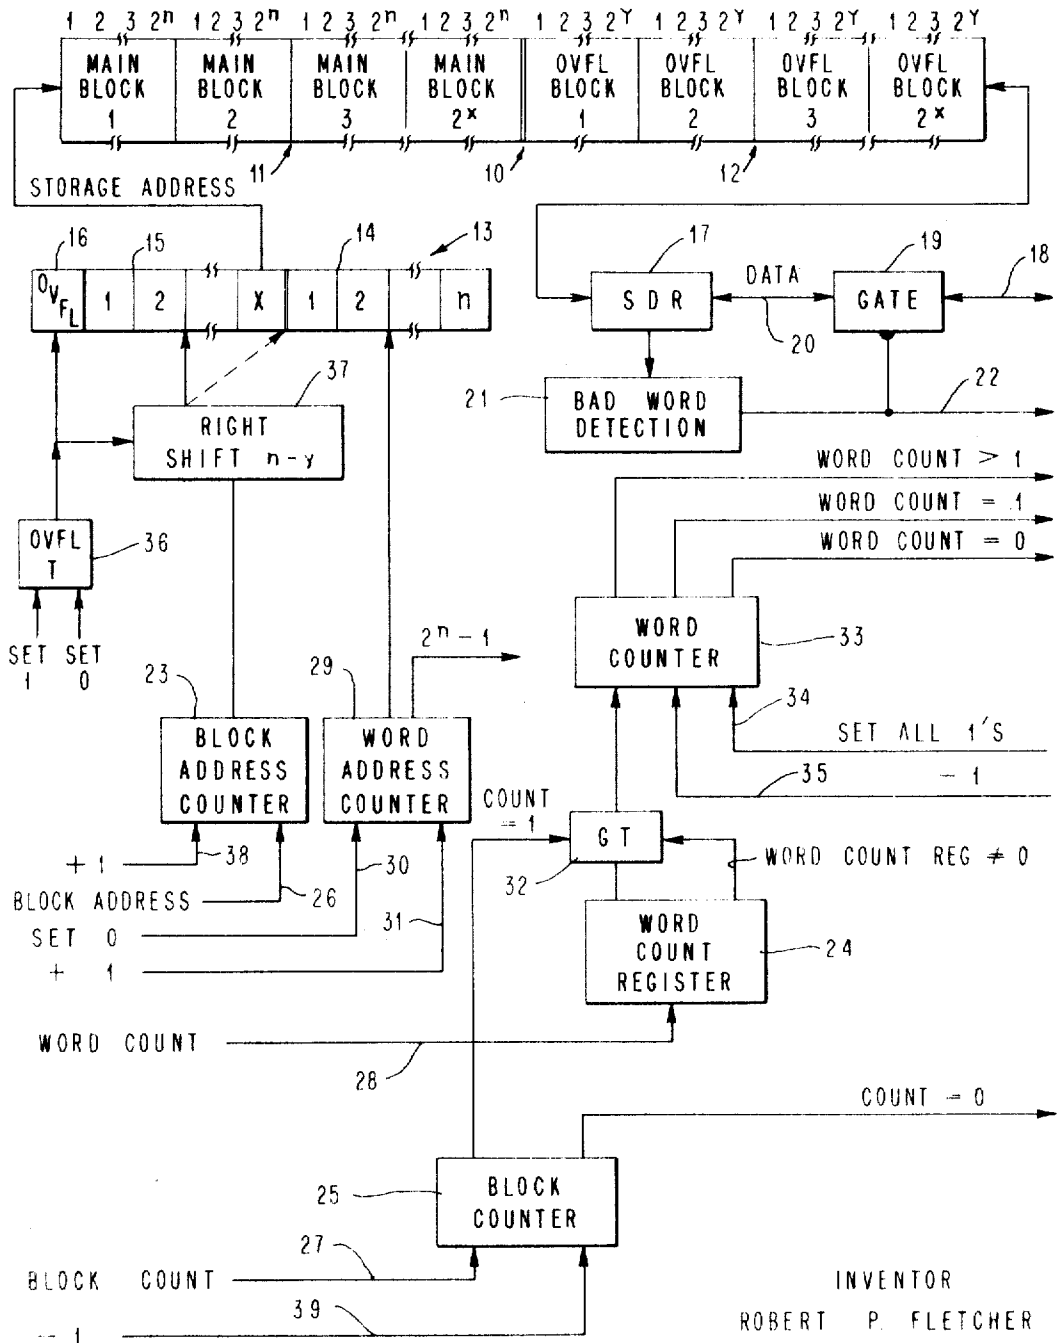 1 2 3 2ⁿ 1 2 3 2ⁿ 1 2 3 2ⁿ 1 2 3 2ⁿ 1 2 3 2ʸ 1 2 3 2ʸ 1 2 3 2ʸ 1 2 3 2ʸ
MAIN BLOCK 1
MAIN BLOCK 2
MAIN BLOCK 3
MAIN BLOCK 2ˣ
OVFL BLOCK 1
OVFL BLOCK 2
OVFL BLOCK 3
OVFL BLOCK 2ˣ
11
10
12
STORAGE ADDRESS
16
15
14
13
OVFL 1 2 X 1 2 n
17
19
18
SDR
DATA
GATE
20
37
RIGHT
SHIFT n-y
21
BAD WORD
DETECTION
22
WORD COUNT > 1
WORD COUNT = 1
WORD COUNT = 0
OVFL
T
36
SET
1
SET
0
WORD
COUNTER
33
2ⁿ-1
23
29
BLOCK
ADDRESS
COUNTER
WORD
ADDRESS
COUNTER
34
SET ALL 1'S
35
-1
COUNT
= 1
GT
32
WORD COUNT REG ≠ 0
+1
38
BLOCK ADDRESS
26
30
SET 0
31
+ 1
WORD
COUNT
REGISTER
24
WORD COUNT
28
COUNT = 0
25
BLOCK
COUNTER
27
BLOCK COUNT
39
- 1
INVENTOR
ROBERT P. FLETCHER